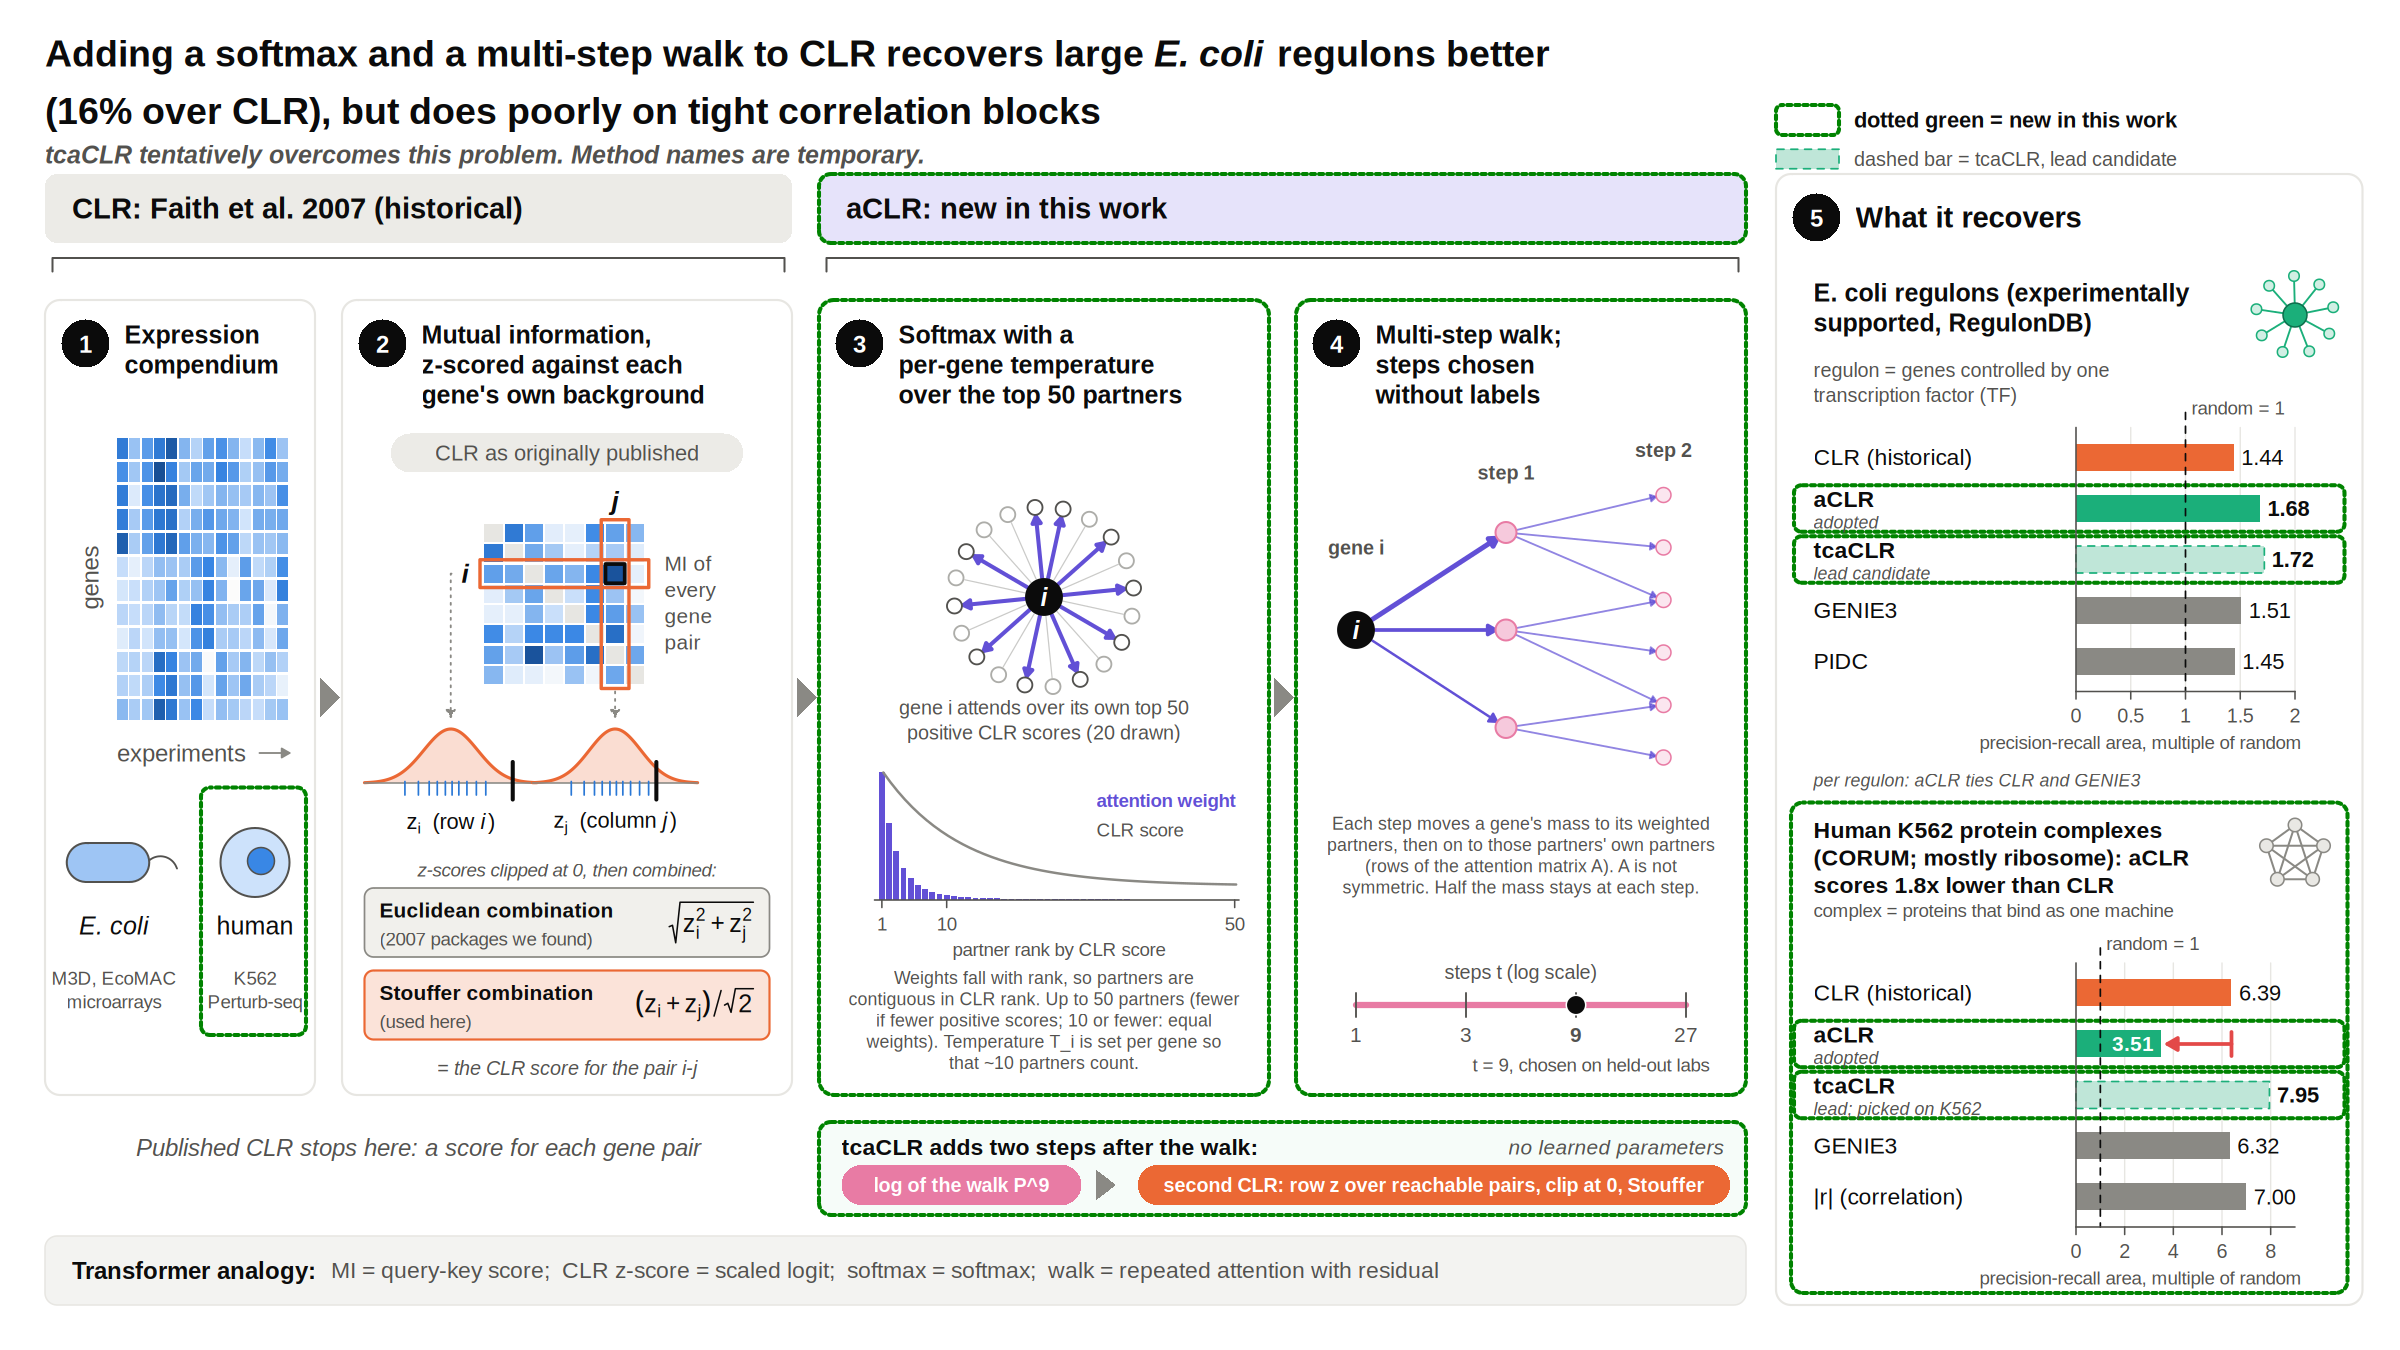 Adding a softmax and a multi-step walk to CLR recovers large E. coli regulons better
(16% over CLR), but does poorly on tight correlation blocks
tcaCLR tentatively overcomes this problem. Method names are temporary.
dotted green = new in this work
dashed bar = tcaCLR, lead candidate
CLR: Faith et al. 2007 (historical)
aCLR: new in this work
1
Expression
compendium
genes
experiments
E. coli
M3D, EcoMAC
microarrays
human
K562
Perturb-seq
2
Mutual information,
z-scored against each
gene's own background
CLR as originally published
j
i
MI of
every
gene
pair
z_i (row i)
z_j (column j)
z-scores clipped at 0, then combined:
Euclidean combination
(2007 packages we found)
√(z_i^2 + z_j^2)
Stouffer combination
(used here)
(z_i + z_j)/√2
= the CLR score for the pair i-j
Published CLR stops here: a score for each gene pair
3
Softmax with a
per-gene temperature
over the top 50 partners
i
gene i attends over its own top 50
positive CLR scores (20 drawn)
attention weight
CLR score
1 10 50
partner rank by CLR score
Weights fall with rank, so partners are
contiguous in CLR rank. Up to 50 partners (fewer
if fewer positive scores; 10 or fewer: equal
weights). Temperature T_i is set per gene so
that ~10 partners count.
4
Multi-step walk;
steps chosen
without labels
step 2
step 1
gene i
i
Each step moves a gene's mass to its weighted
partners, then on to those partners' own partners
(rows of the attention matrix A). A is not
symmetric. Half the mass stays at each step.
steps t (log scale)
1 3 9 27
t = 9, chosen on held-out labs
tcaCLR adds two steps after the walk:
no learned parameters
log of the walk P^9
second CLR: row z over reachable pairs, clip at 0, Stouffer
Transformer analogy: MI = query-key score; CLR z-score = scaled logit; softmax = softmax; walk = repeated attention with residual
5
What it recovers
E. coli regulons (experimentally
supported, RegulonDB)
regulon = genes controlled by one
transcription factor (TF)
random = 1
CLR (historical) 1.44
aCLR 1.68
adopted
tcaCLR 1.72
lead candidate
GENIE3 1.51
PIDC 1.45
0 0.5 1 1.5 2
precision-recall area, multiple of random
per regulon: aCLR ties CLR and GENIE3
Human K562 protein complexes
(CORUM; mostly ribosome): aCLR
scores 1.8x lower than CLR
complex = proteins that bind as one machine
random = 1
CLR (historical) 6.39
aCLR 3.51
adopted
tcaCLR 7.95
lead; picked on K562
GENIE3 6.32
|r| (correlation) 7.00
0 2 4 6 8
precision-recall area, multiple of random